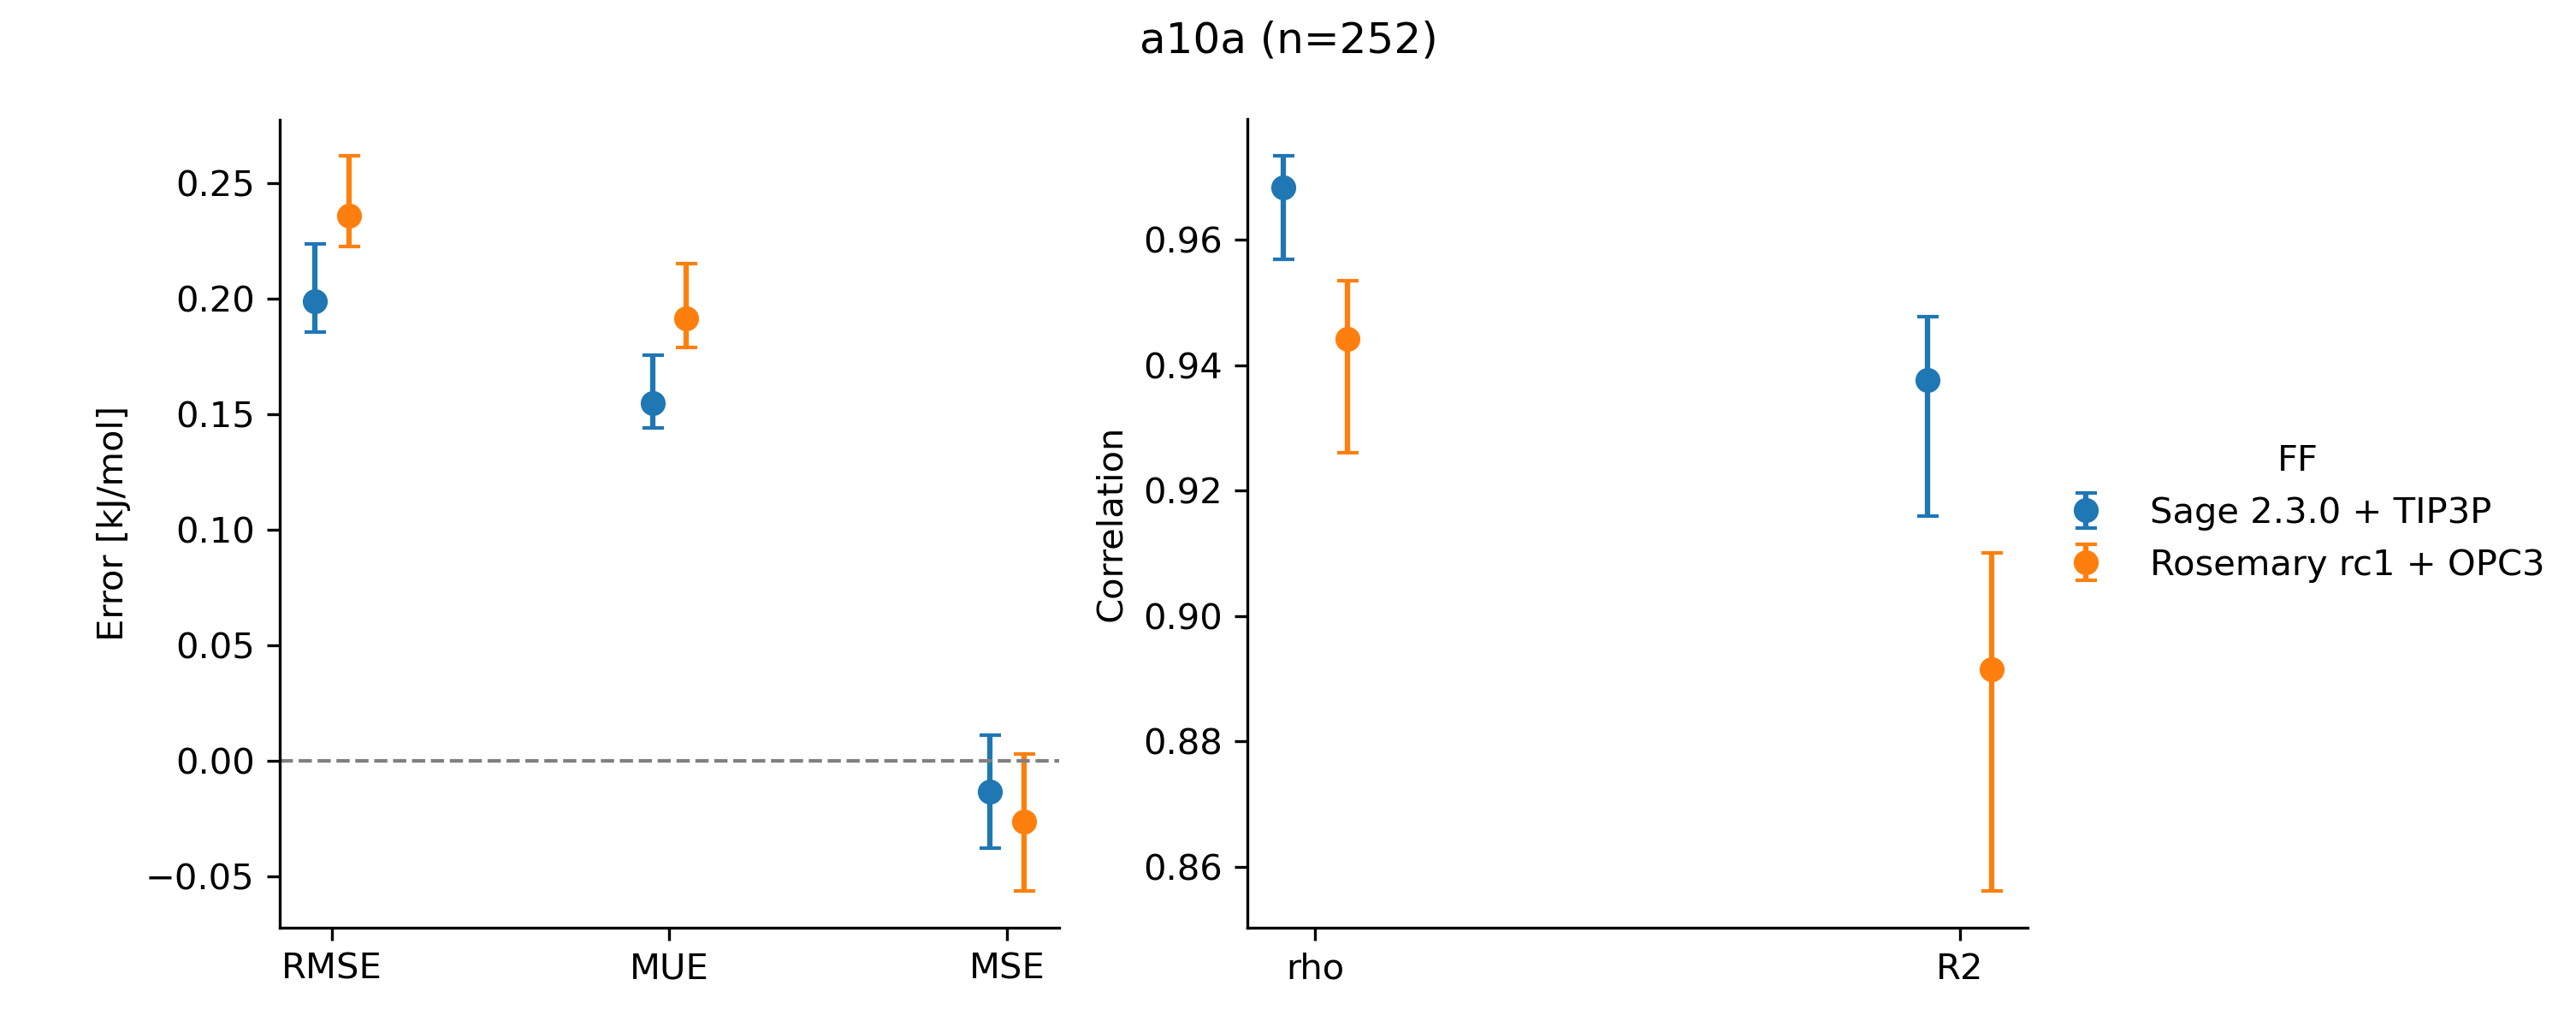 a10a (n=252)
Error [kJ/mol]
0.25
0.20
0.15
0.10
0.05
0.00
−0.05
RMSE MUE MSE
Correlation
0.96
0.94
0.92
0.90
0.88
0.86
rho R2
FF
Sage 2.3.0 + TIP3P
Rosemary rc1 + OPC3